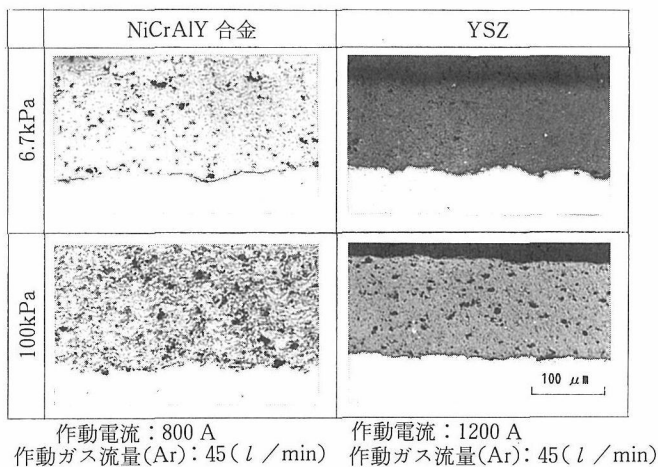 NiCrAlY 合金 YSZ
6.7kPa
100kPa
100 μm
作動電流：800 A 作動電流：1200 A
作動ガス流量(Ar)：45(l／min) 作動ガス流量(Ar)：45(l／min)